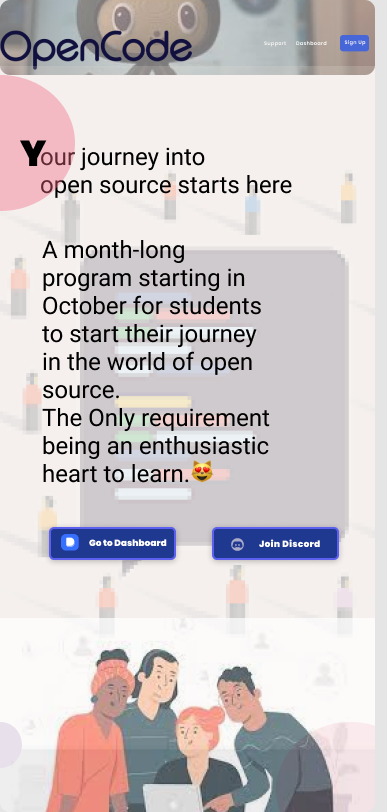 OpenCode
Support Dashboard Sign Up
Your journey into
open source starts here
A month-long
program starting in
October for students
to start their journey
in the world of open
source.
The Only requirement
being an enthusiastic
heart to learn.😻
Go to Dashboard Join Discord